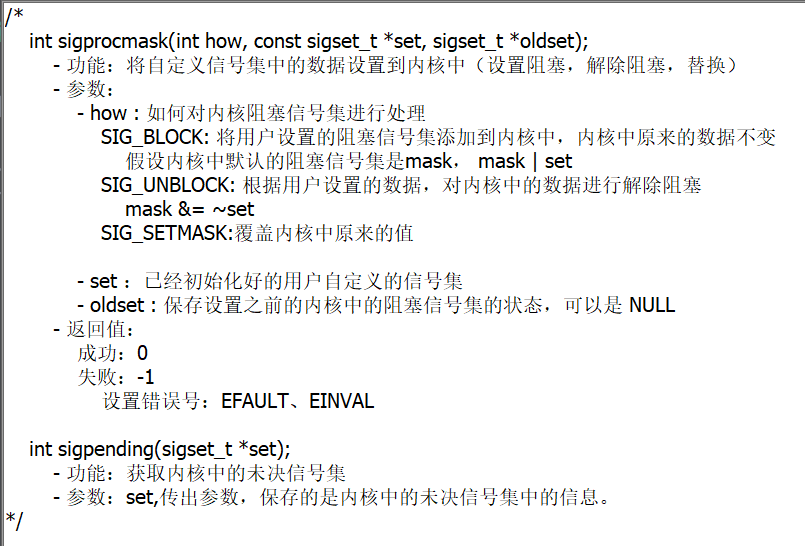 /*
int sigprocmask(int how, const sigset_t *set, sigset_t *oldset);
- 功能：将自定义信号集中的数据设置到内核中（设置阻塞，解除阻塞，替换）
- 参数：
- how : 如何对内核阻塞信号集进行处理
SIG_BLOCK: 将用户设置的阻塞信号集添加到内核中，内核中原来的数据不变
假设内核中默认的阻塞信号集是mask， mask | set
SIG_UNBLOCK: 根据用户设置的数据，对内核中的数据进行解除阻塞
mask &= ~set
SIG_SETMASK:覆盖内核中原来的值
- set ：已经初始化好的用户自定义的信号集
- oldset : 保存设置之前的内核中的阻塞信号集的状态，可以是 NULL
- 返回值：
成功：0
失败：-1
设置错误号：EFAULT、EINVAL
int sigpending(sigset_t *set);
- 功能：获取内核中的未决信号集
- 参数：set,传出参数，保存的是内核中的未决信号集中的信息。
*/